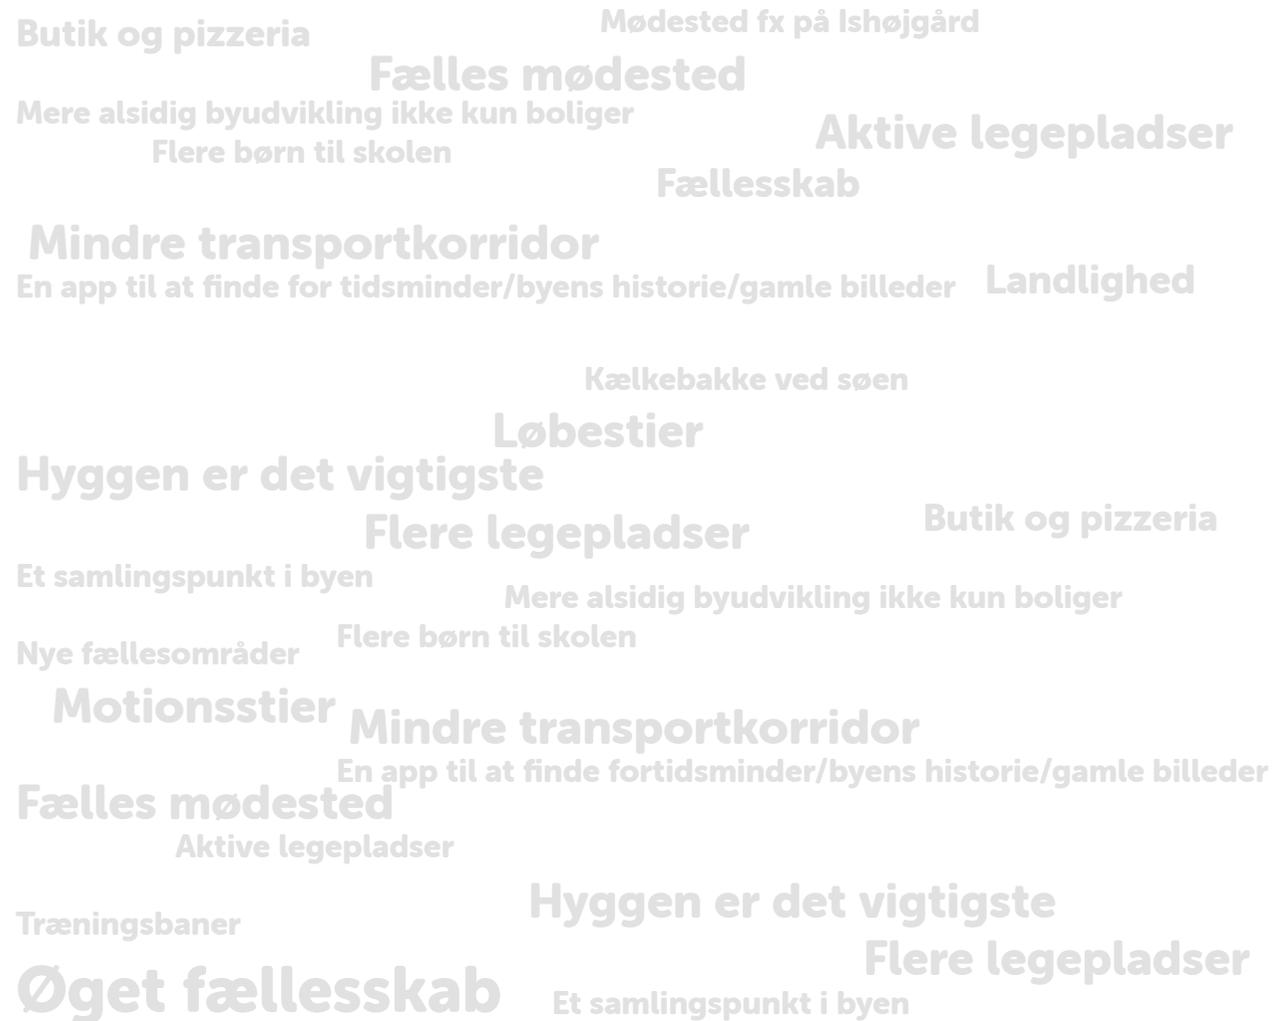 Mødested fx på Ishøjgård
Butik og pizzeria
Fælles mødested
Mere alsidig byudvikling ikke kun boliger
Aktive legepladser
Flere børn til skolen
Fællesskab
Mindre transportkorridor
Landlighed
En app til at finde for tidsminder/byens historie/gamle billeder
Kælkebakke ved søen
Løbestier
Hyggen er det vigtigste
Butik og pizzeria
Flere legepladser
Et samlingspunkt i byen
Mere alsidig byudvikling ikke kun boliger
Flere børn til skolen
Nye fællesområder
Motionsstier
Mindre transportkorridor
En app til at finde fortidsminder/byens historie/gamle billeder
Fælles mødested
Aktive legepladser
Hyggen er det vigtigste
Træningsbaner
Flere legepladser
Øget fællesskab
Et samlingspunkt i byen